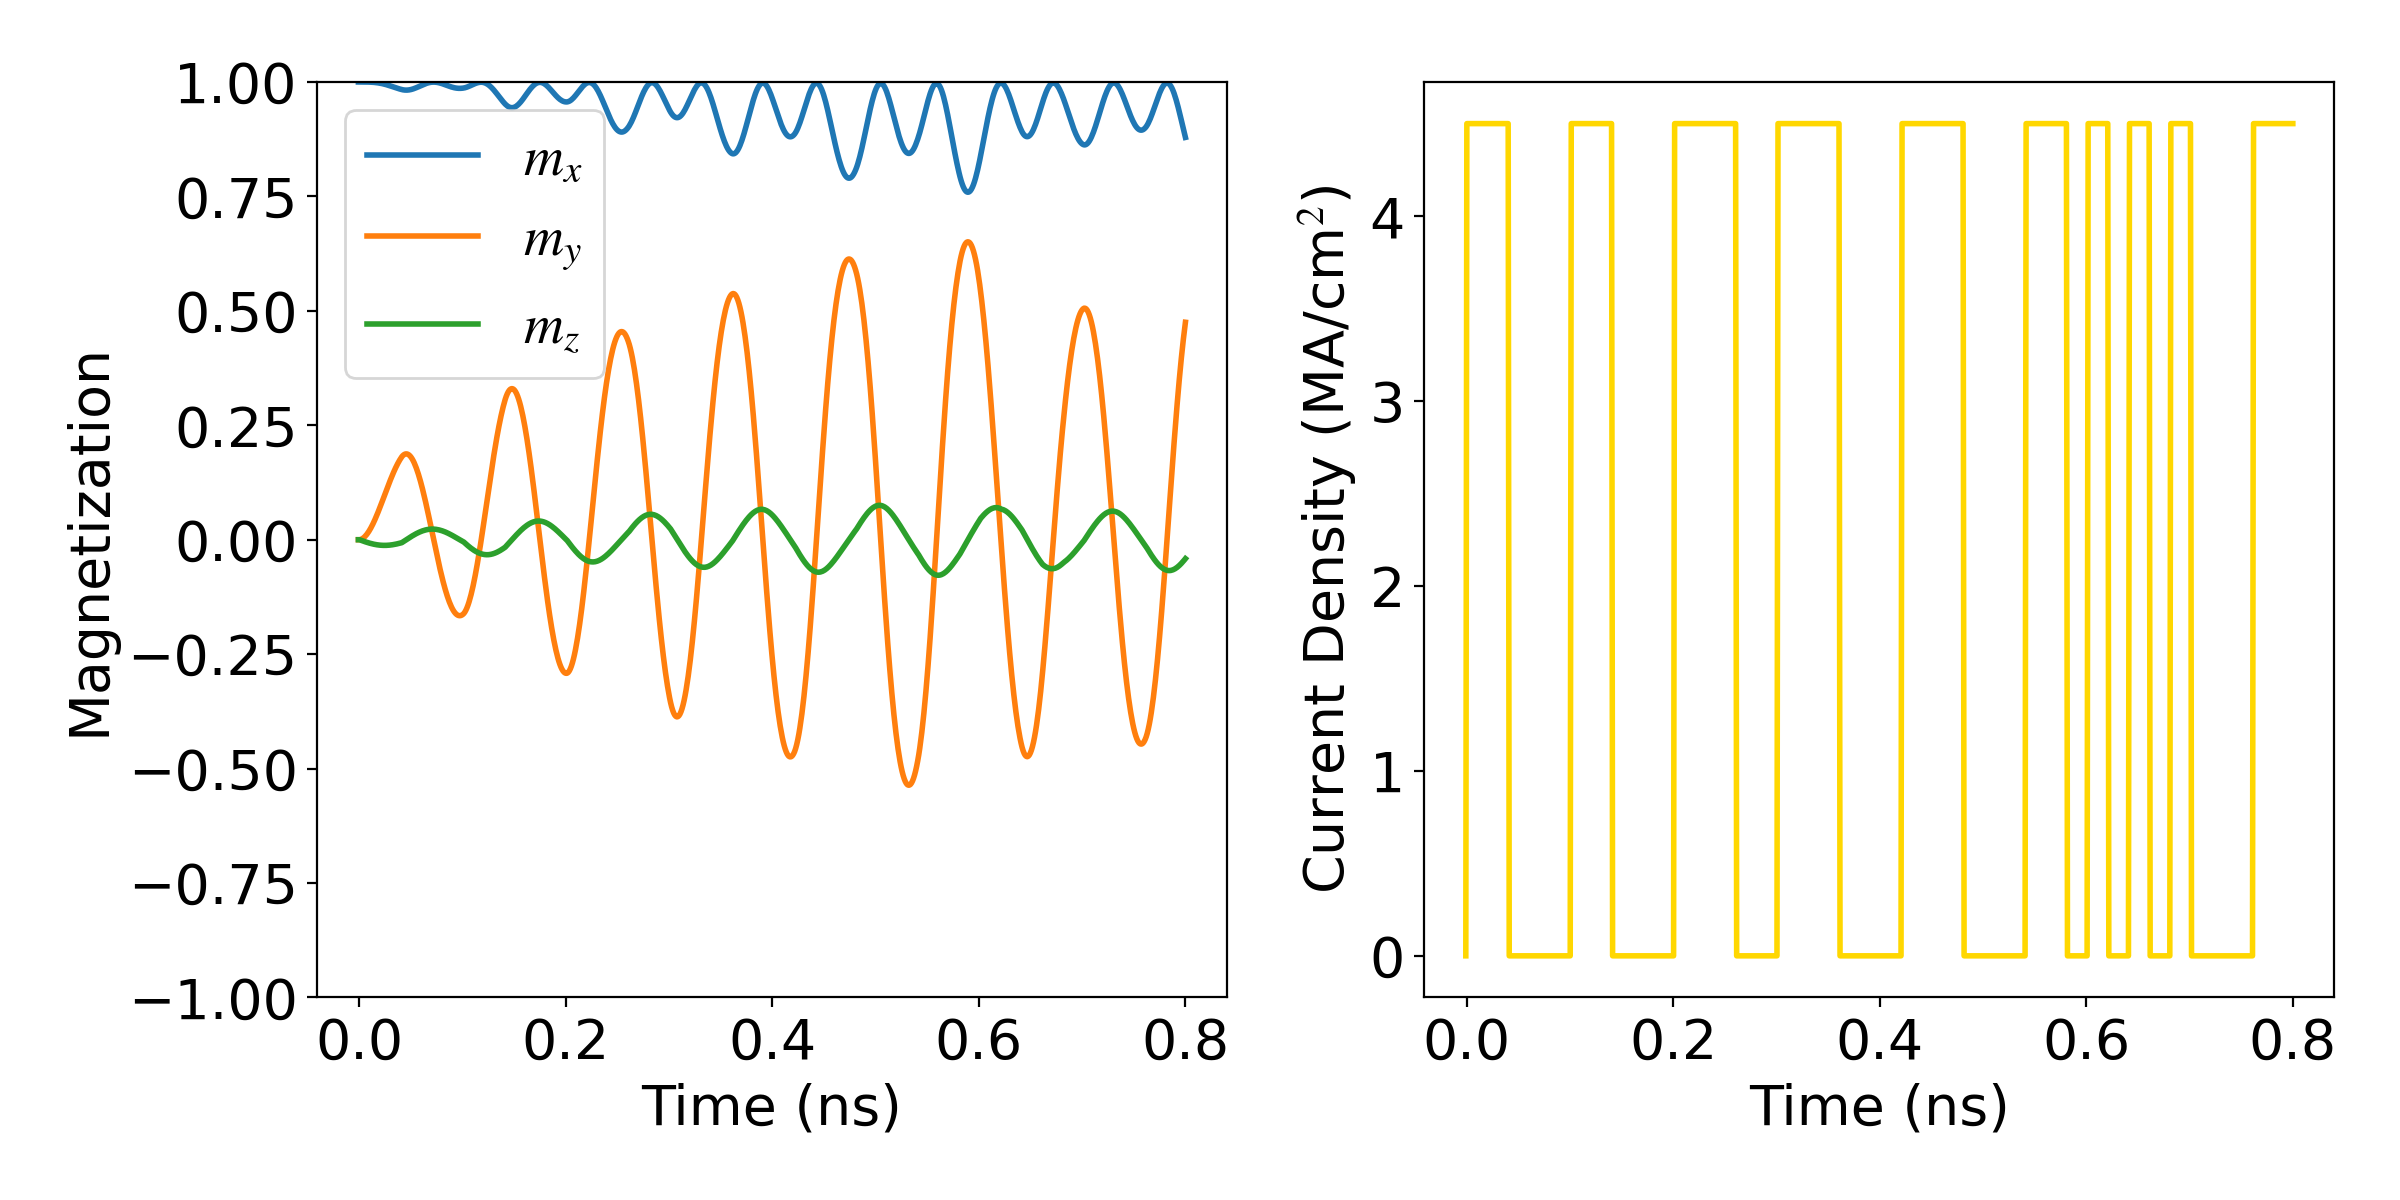 1.00
0.75
0.50
0.25
0.00
−0.25
−0.50
−0.75
−1.00
Magnetization
m_x
m_y
m_z
0.0 0.2 0.4 0.6 0.8
Time (ns)
Current Density (MA/cm²)
4
3
2
1
0
0.0 0.2 0.4 0.6 0.8
Time (ns)